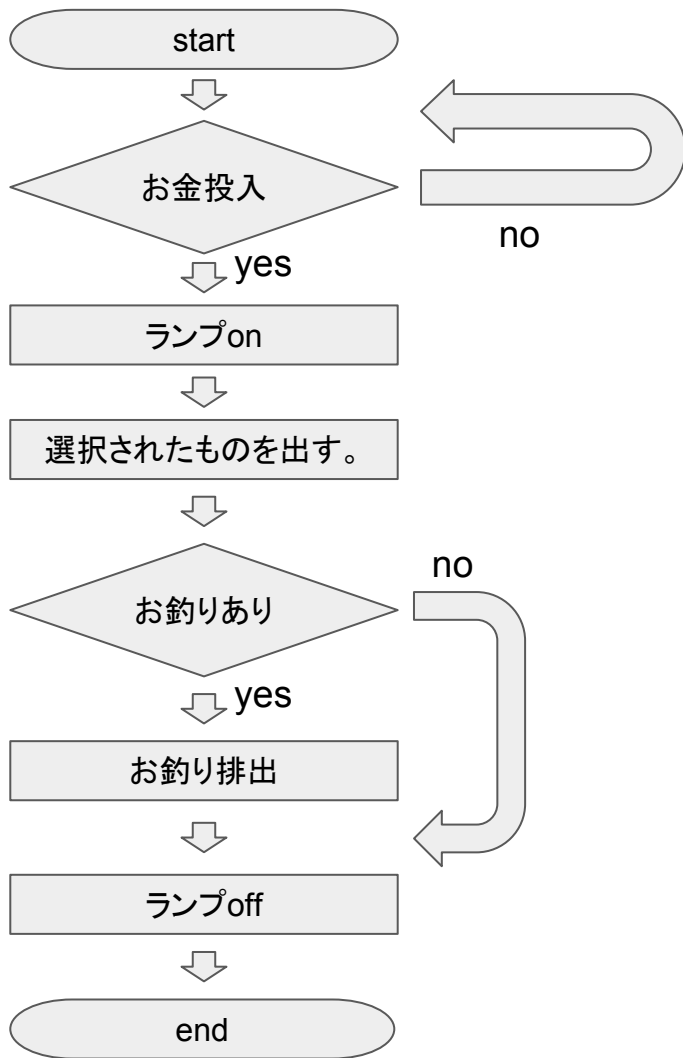 start
お金投入
no
yes
ランプon
選択されたものを出す。
no
お釣りあり
yes
お釣り排出
ランプoff
end